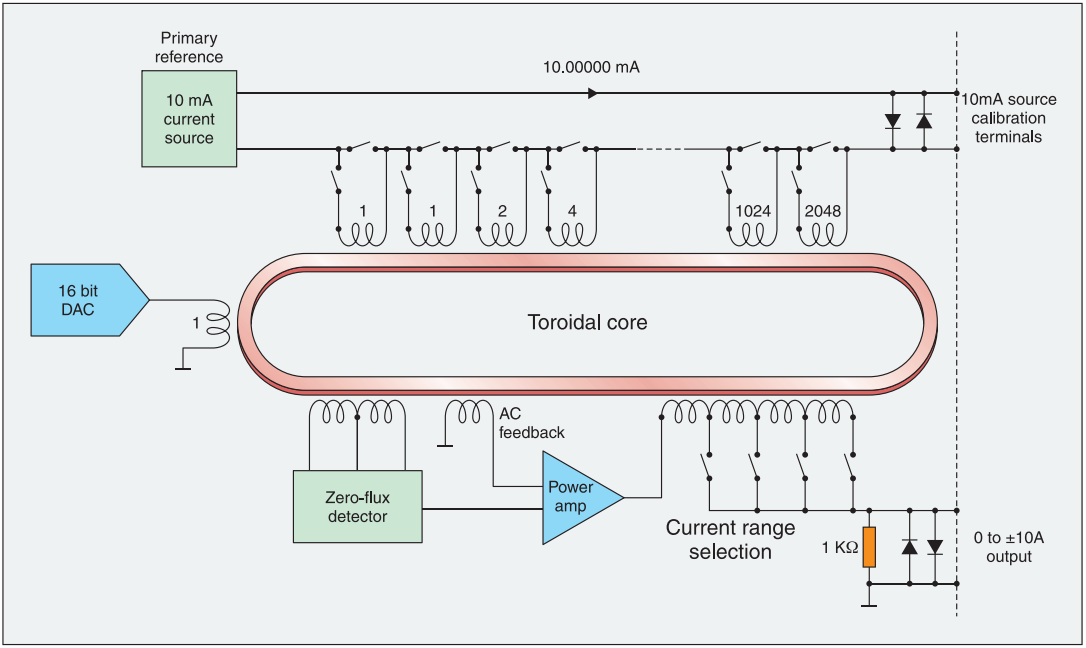 Primary
reference
10 mA
current
source
10.00000 mA
10mA source
calibration
terminals
1
1
2
4
1024
2048
16 bit
DAC
1
Toroidal core
AC
feedback
Zero-flux
detector
Power
amp
Current range
selection
1 KΩ
0 to ±10A
output